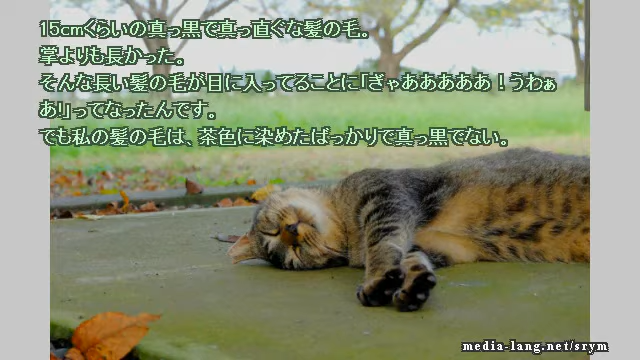 15cmくらいの真っ黒で真っ直ぐな髪の毛。
掌よりも長かった。
そんな長い髪の毛が目に入ってることに「ぎゃあああああ！うわぁ
あ!」ってなったんです。
でも私の髪の毛は、茶色に染めたばっかりで真っ黒でない。
media-lang.net/srym